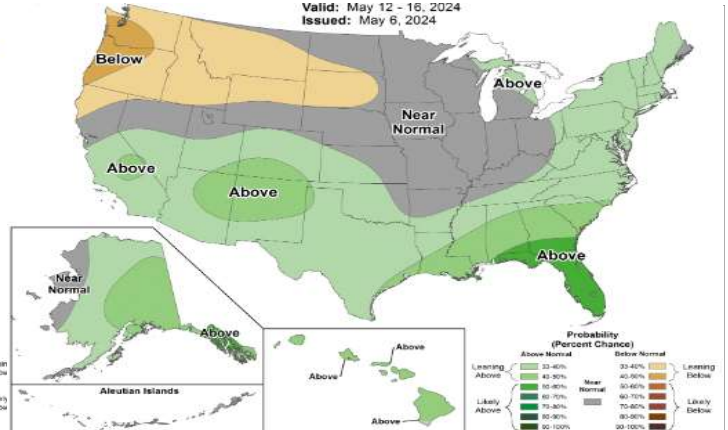 Valid: May 12 - 16, 2024
Issued: May 6, 2024
Below
Above
Near
Normal
Above
Above
Above
Near
Normal
Above
Aleutian Islands
Above
Above
Above
Probability
(Percent Chance)
Above Normal
Below Normal
Leaning
Above
Likely
Above
33-40%
40-50%
50-60%
60-70%
70-80%
80-90%
90-100%
Near
Normal
33-40%
40-50%
50-60%
60-70%
70-80%
80-90%
90-100%
Leaning
Below
Likely
Below